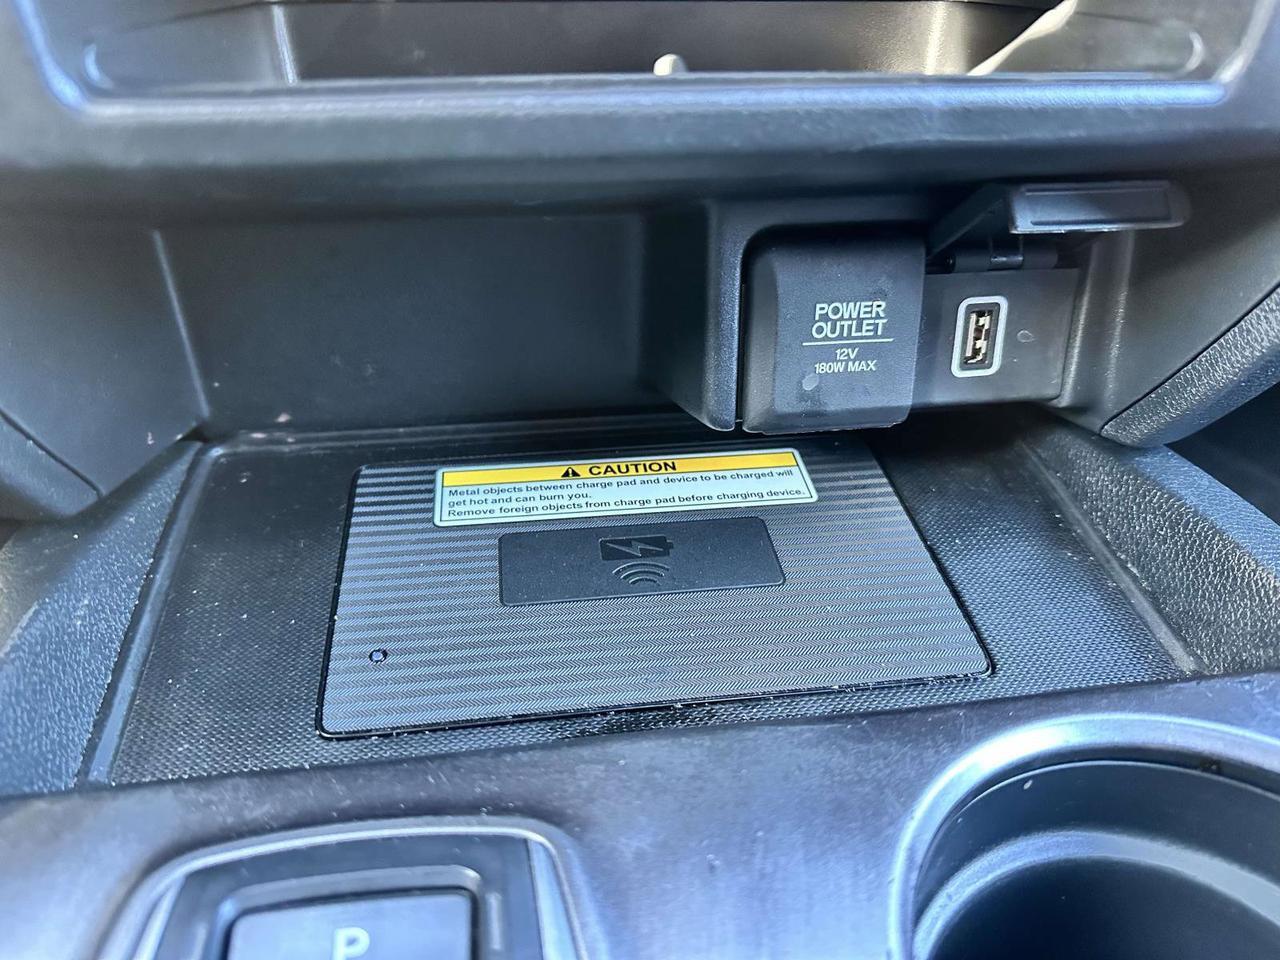 POWER
OUTLET
12V
180W MAX
CAUTION
Metal objects between charge pad and device to be charged will
get hot and can burn you.
Remove foreign objects from charge pad before charging device.
P